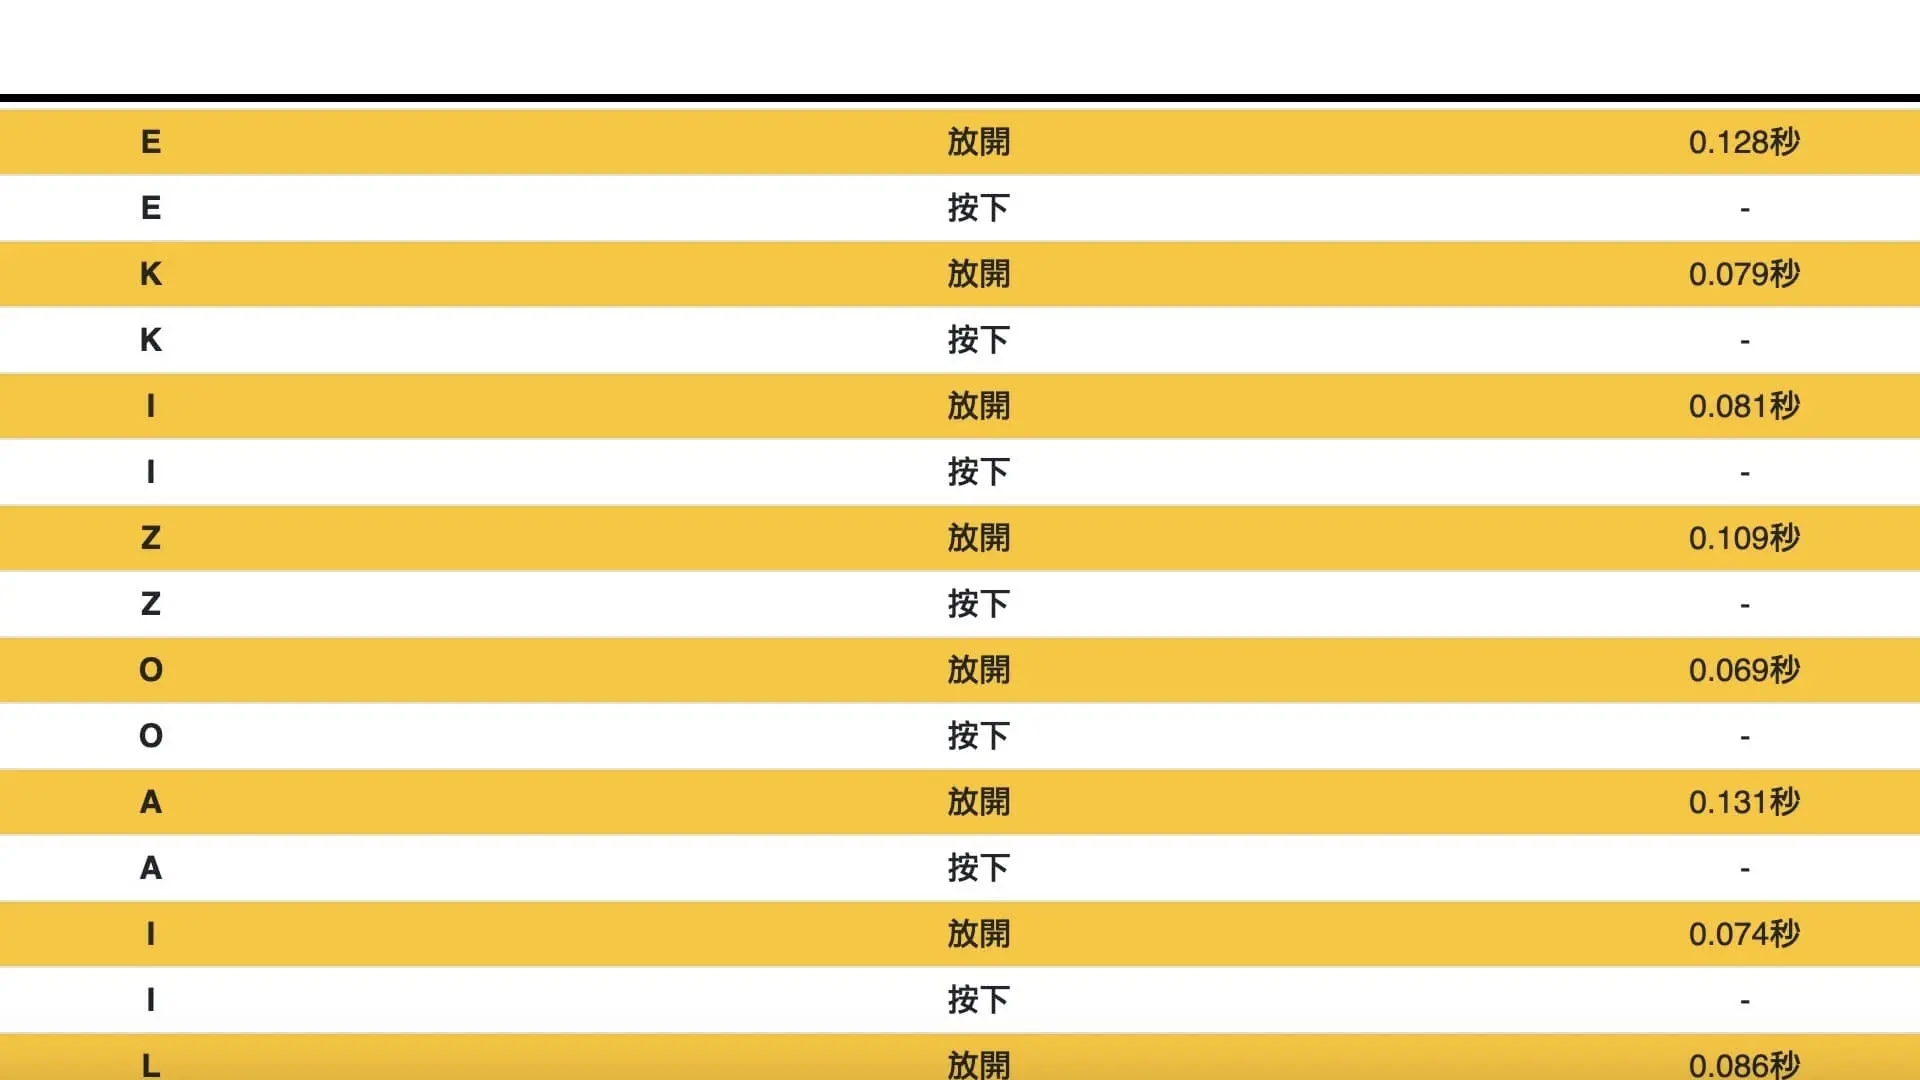 E 放開 0.128秒
E 按下 -
K 放開 0.079秒
K 按下 -
I 放開 0.081秒
I 按下 -
Z 放開 0.109秒
Z 按下 -
O 放開 0.069秒
O 按下 -
A 放開 0.131秒
A 按下 -
I 放開 0.074秒
I 按下 -
L 放開 0.086秒